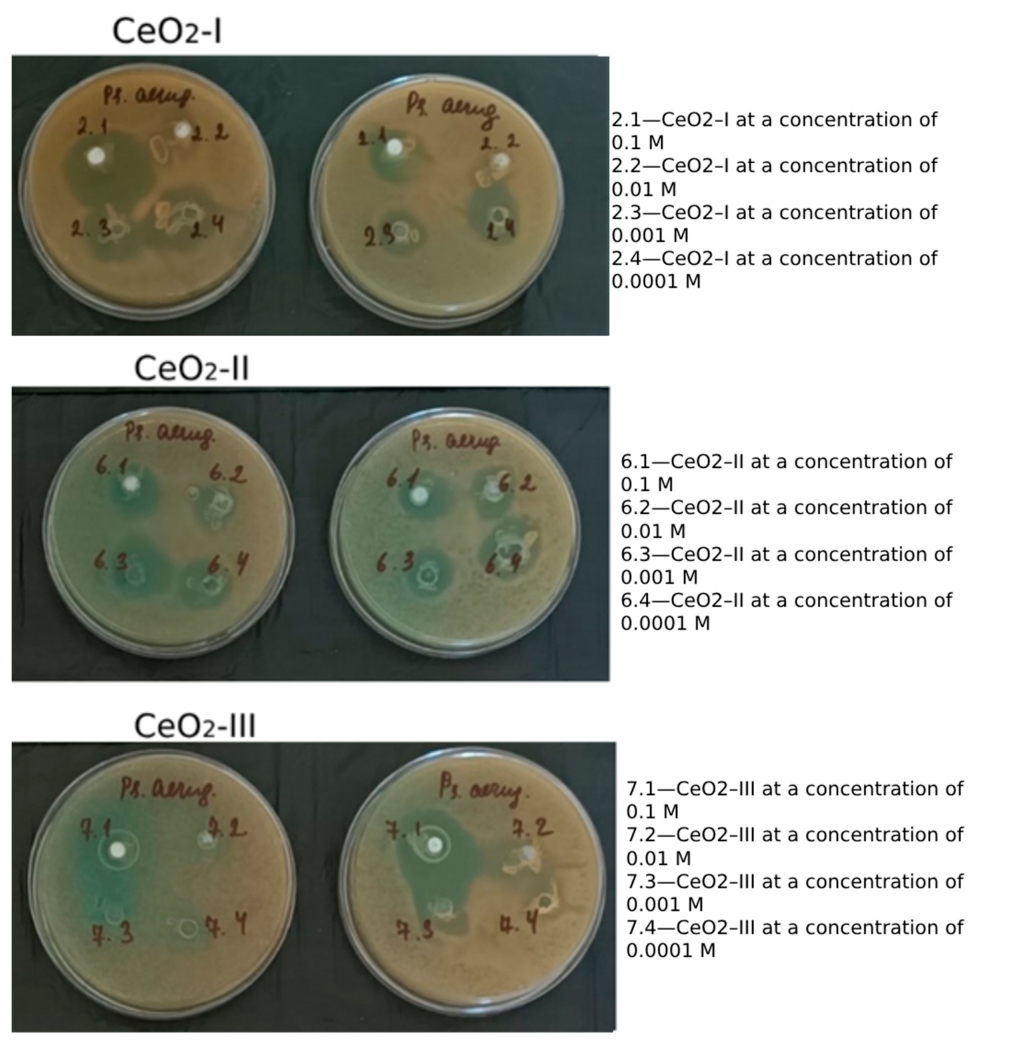 CeO2-I
Ps. aerug.
2.1
2.2
2.3
2.4
Ps. aerug
2.1
2.2
2.3
2.4
2.1—CeO2–I at a concentration of
0.1 M
2.2—CeO2–I at a concentration of
0.01 M
2.3—CeO2–I at a concentration of
0.001 M
2.4—CeO2–I at a concentration of
0.0001 M
CeO2-II
Ps. aerug.
6.1
6.2
6.3
6.4
Ps. aerug
6.1
6.2
6.3
6.4
6.1—CeO2–II at a concentration of
0.1 M
6.2—CeO2–II at a concentration of
0.01 M
6.3—CeO2–II at a concentration of
0.001 M
6.4—CeO2–II at a concentration of
0.0001 M
CeO2-III
Ps. aerug.
7.1
7.2
7.3
7.4
Ps. aerug.
7.1
7.2
7.3
7.4
7.1—CeO2–III at a concentration of
0.1 M
7.2—CeO2–III at a concentration of
0.01 M
7.3—CeO2–III at a concentration of
0.001 M
7.4—CeO2–III at a concentration of
0.0001 M